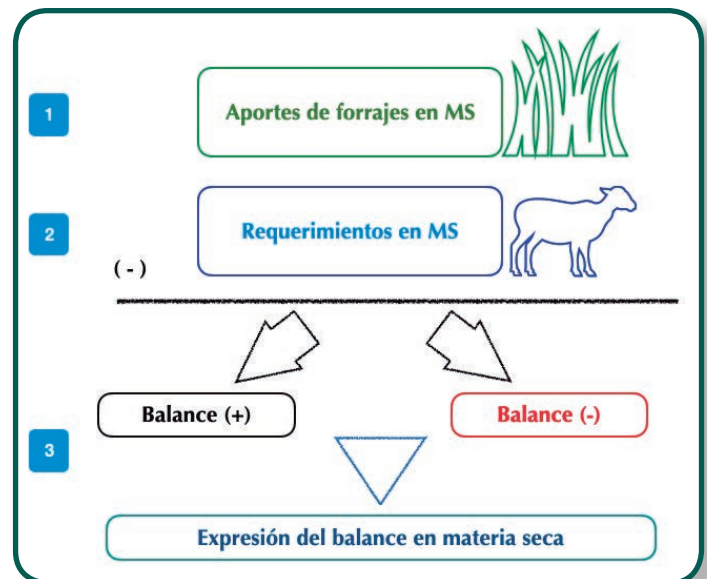 1
Aportes de forrajes en MS
2
Requerimientos en MS
( - )
Balance (+)
Balance (-)
3
Expresión del balance en materia seca